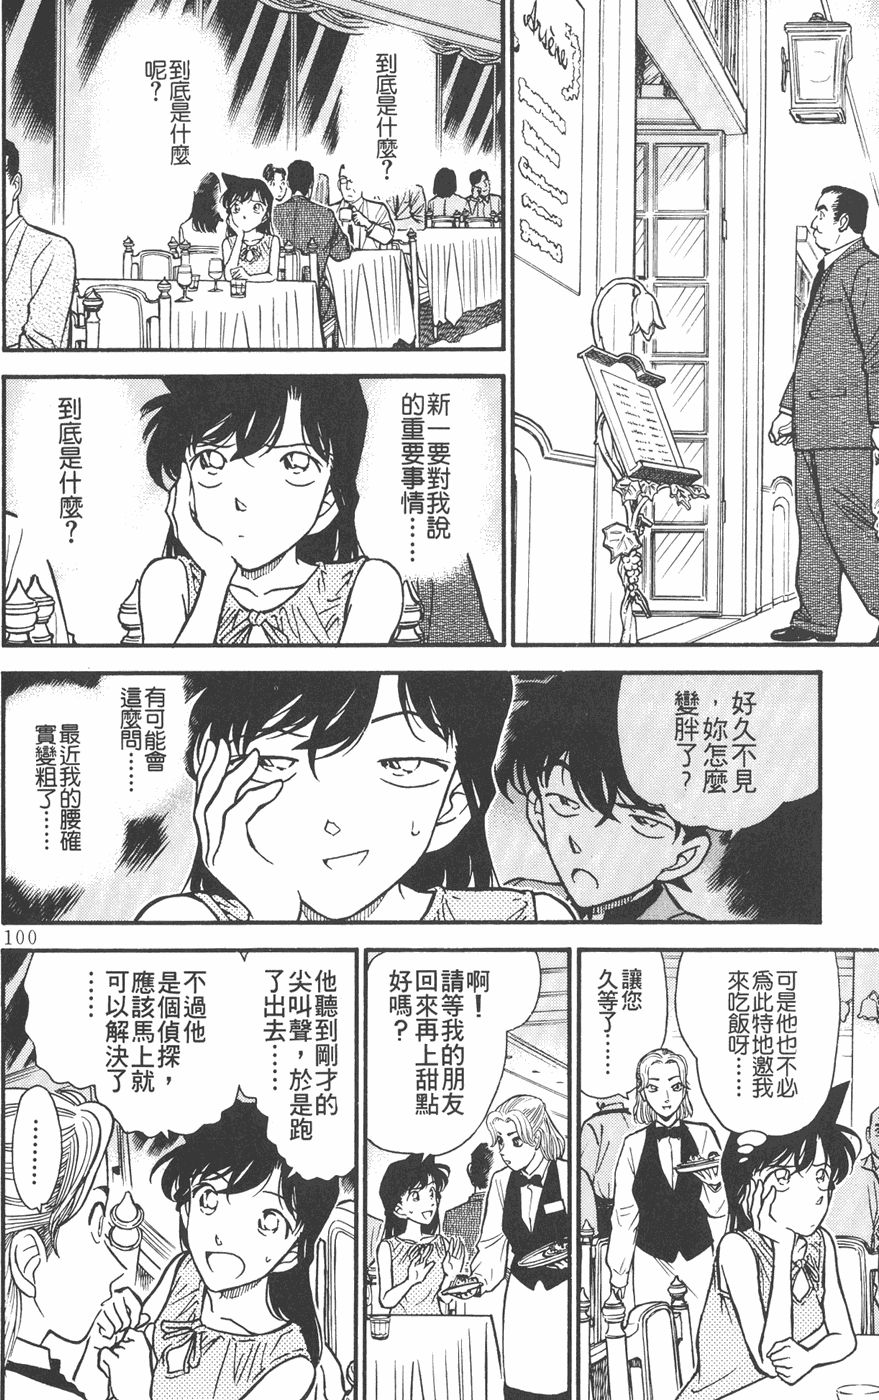 Arsène
到底是什麼?
到底是什麼
呢?
新一要對我說
的重要事情……
到底是什麼?
好久不見
,妳怎麼
變胖了?
有可能會
這麼問……
最近我的腰確
實變粗了……
100
可是他也不必
為此特地邀我
來吃飯呀……
讓您
久等了……
啊!
請等我的朋友
回來再上甜點
好嗎?
他聽到剛才的
尖叫聲,於是跑
了出去……
不過他
是個偵探,
應該馬上就
可以解決了
……
……